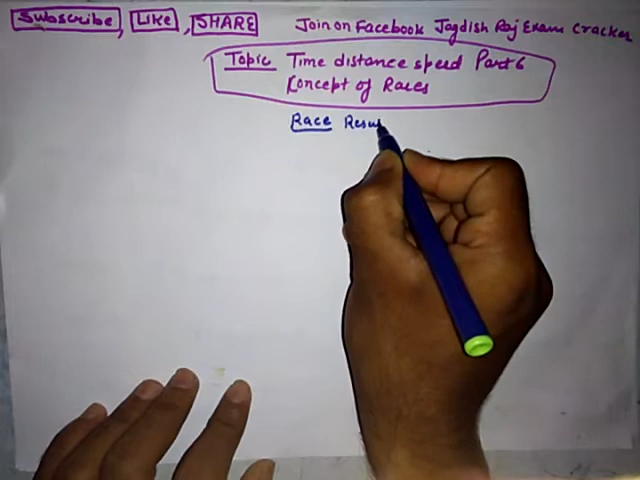 Subscribe, Like, SHARE Join on Facebook Jagdish Raj Exam Cracker
Topic Time distance speed Part 6
Concept of Races
Race Resu